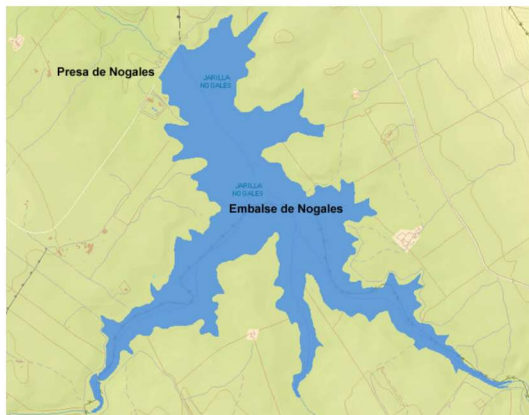 Presa de Nogales
JARILLA
NOGALES
JARILLA
NOGALES
Embalse de Nogales